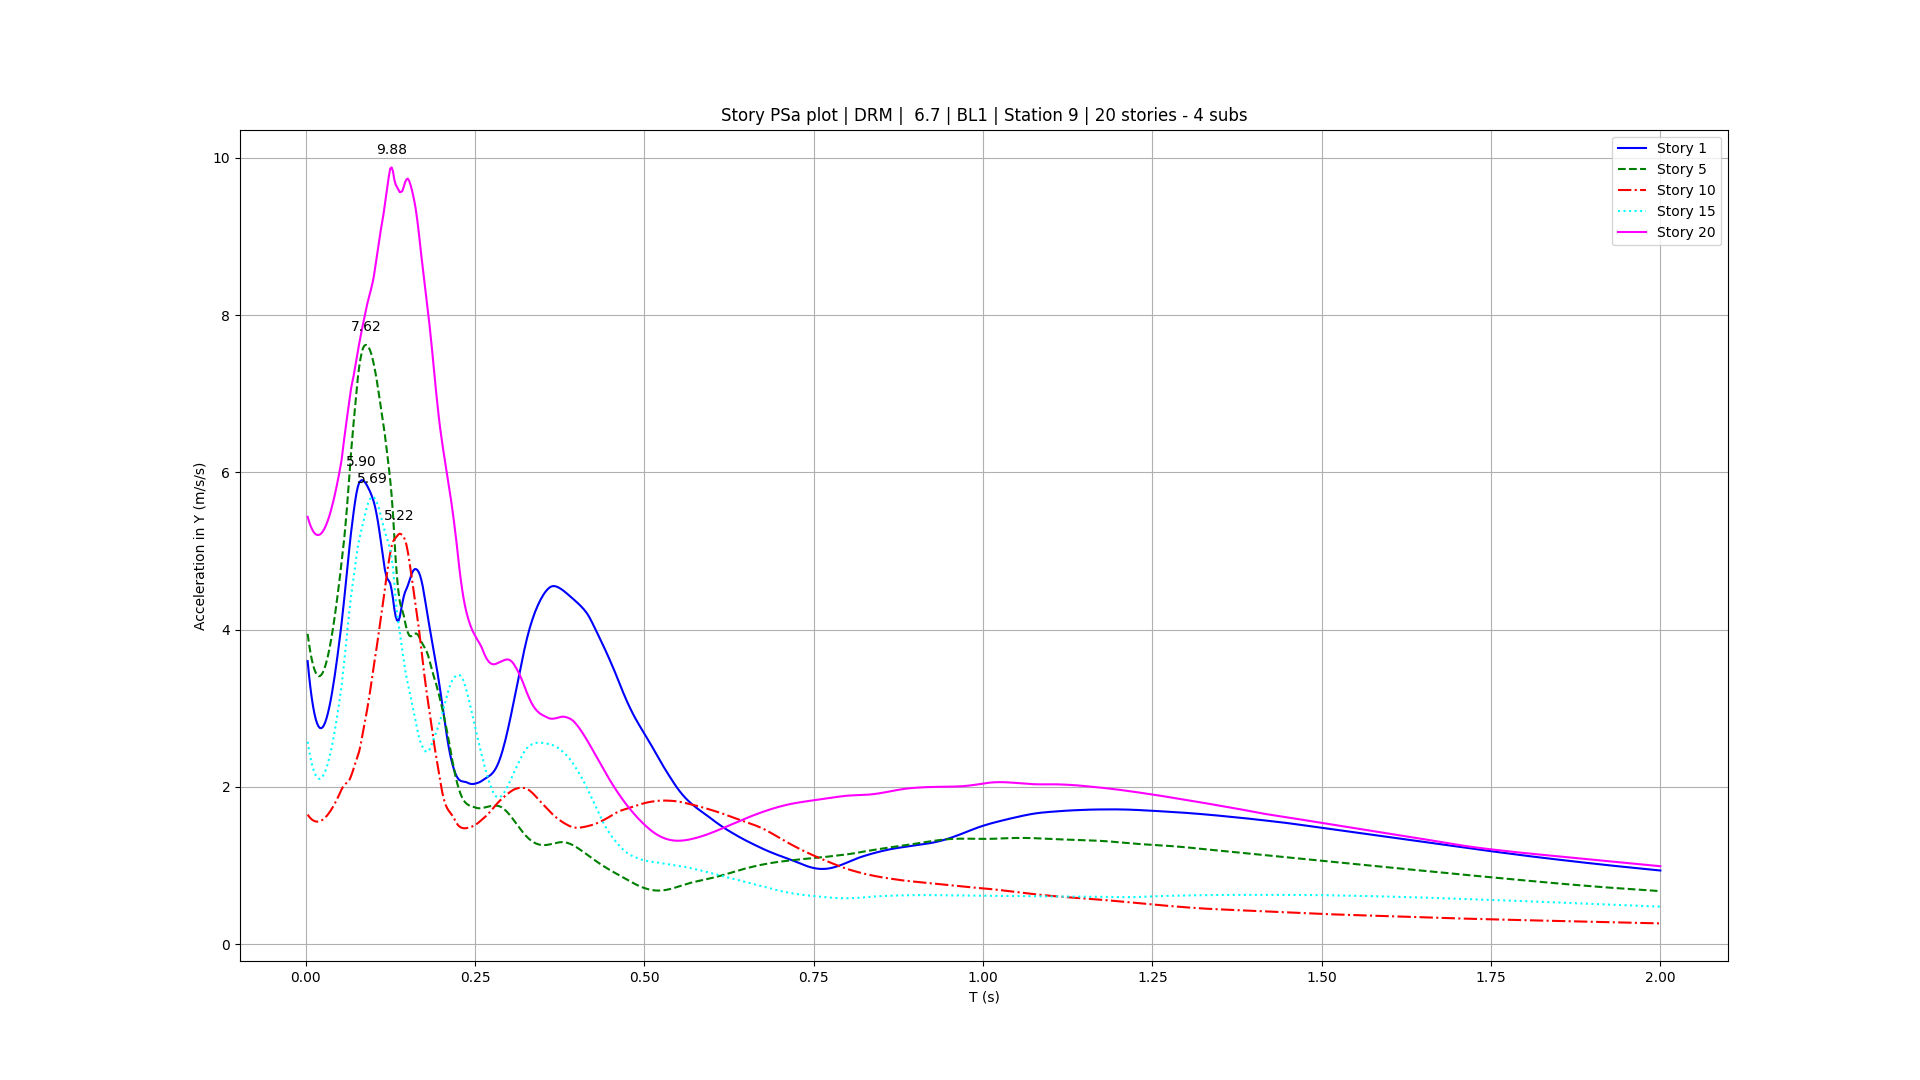 Story PSa plot | DRM |  6.7 | BL1 | Station 9 | 20 stories - 4 subs
10
8
6
4
2
0
Acceleration in Y (m/s/s)
9.88
7.62
5.90
5.69
5.22
Story 1
Story 5
Story 10
Story 15
Story 20
0.00 0.25 0.50 0.75 1.00 1.25 1.50 1.75 2.00
T (s)